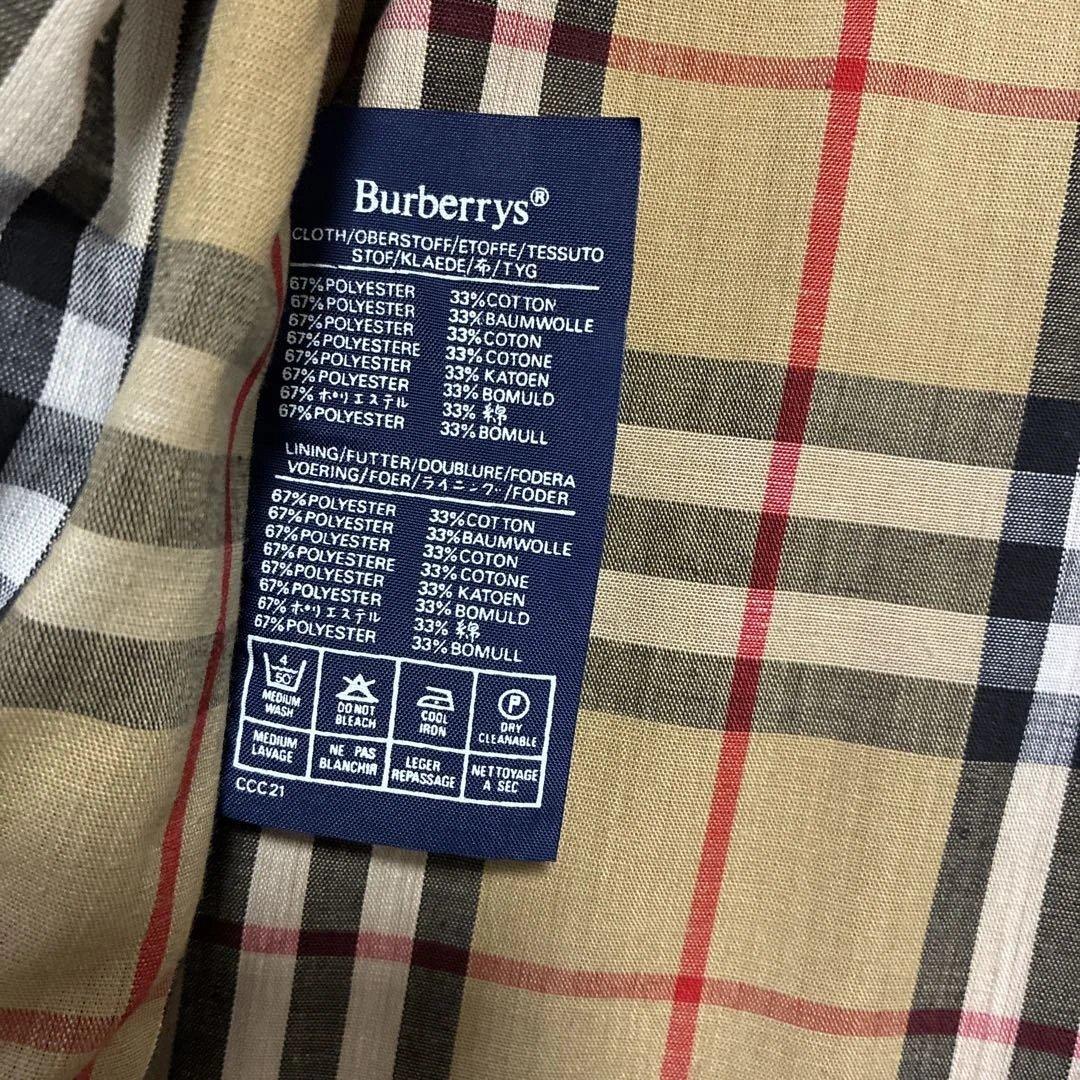 Burberrys®
CLOTH/OBERSTOFF/ETOFFE/TESSUTO
STOF/KLAEDE/布/TYG
67%POLYESTER 33%COTTON
67%POLYESTER 33%BAUMWOLLE
67%POLYESTER 33%COTON
67%POLYESTERE 33%COTONE
67%POLYESTER 33%KATOEN
67%POLYESTER 33%BOMULD
67%ポリエステル 33%綿
67%POLYESTER 33%BOMULL
LINING/FUTTER/DOUBLURE/FODERA
VOERING/FOER/ライニング/FODER
67%POLYESTER 33%COTTON
67%POLYESTER 33%BAUMWOLLE
67%POLYESTER 33%COTON
67%POLYESTERE 33%COTONE
67%POLYESTER 33%KATOEN
67%POLYESTER 33%BOMULD
67%ポリエステル 33%綿
67%POLYESTER 33%BOMULL
4
50°
MEDIUM WASH
DO NOT BLEACH
COOL IRON
P
DRY CLEANABLE
MEDIUM LAVAGE
NE PAS BLANCHIR
LEGER REPASSAGE
NETTOYAGE A SEC
CCC21